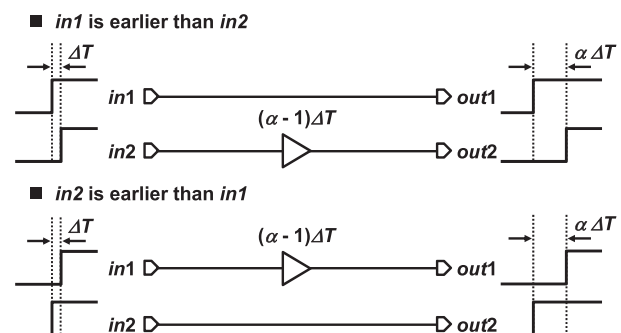 ■ in1 is earlier than in2
ΔT
α ΔT
in1
out1
(α - 1)ΔT
in2
out2
■ in2 is earlier than in1
ΔT
(α - 1)ΔT
α ΔT
in1
out1
in2
out2